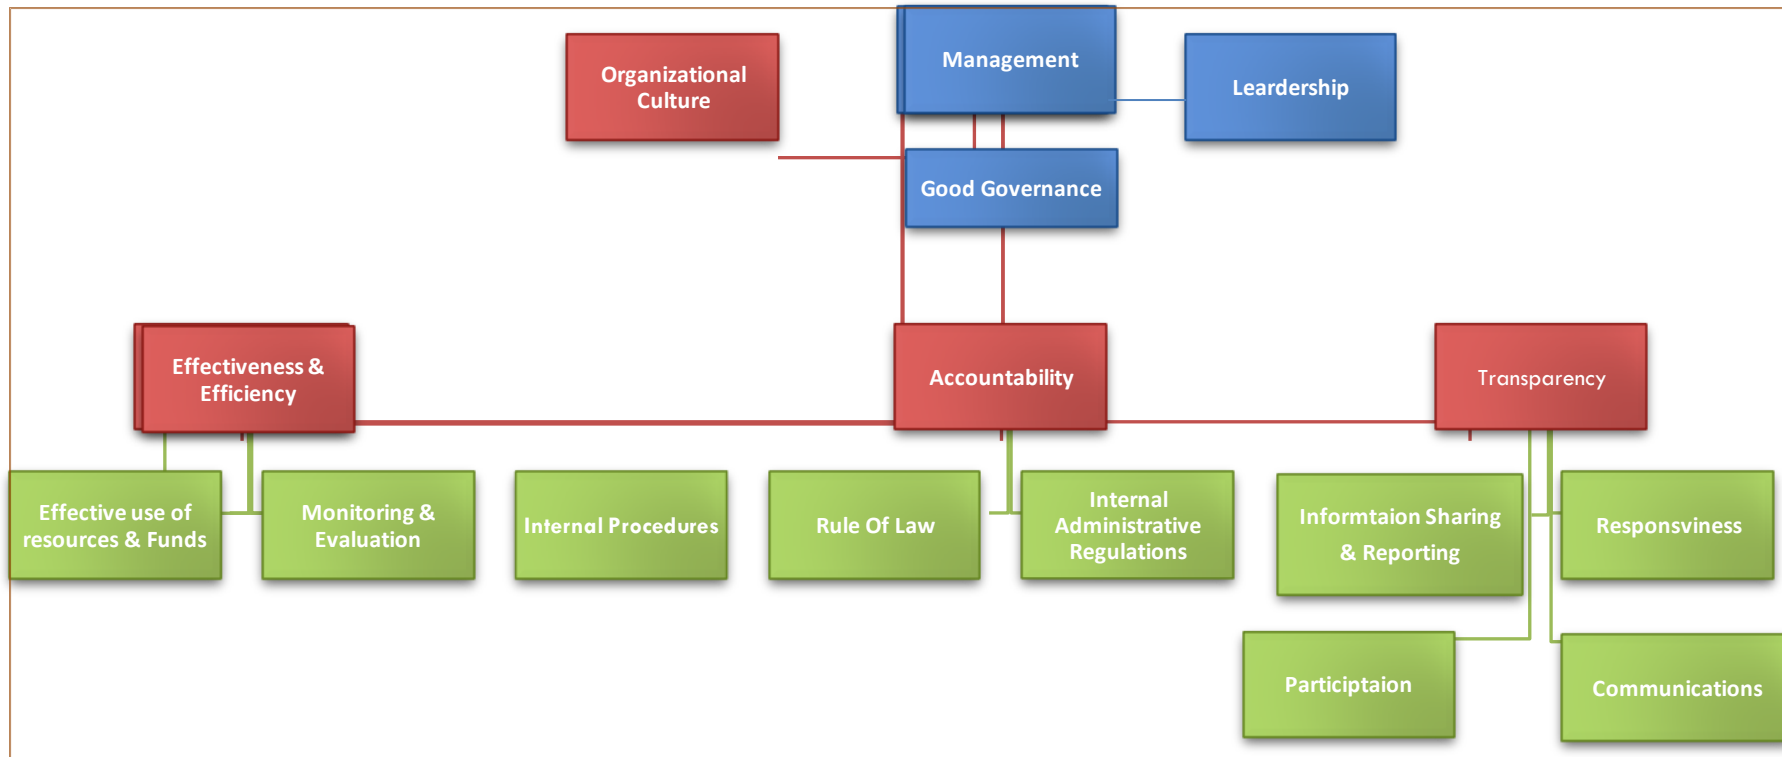 Organizational
Culture
Management
Leardership
Good Governance
Effectiveness &
Efficiency
Accountability
Transparency
Effective use of
resources & Funds
Monitoring &
Evaluation
Internal Procedures
Rule Of Law
Internal
Administrative
Regulations
Informtaion Sharing
& Reporting
Responsviness
Participtaion
Communications